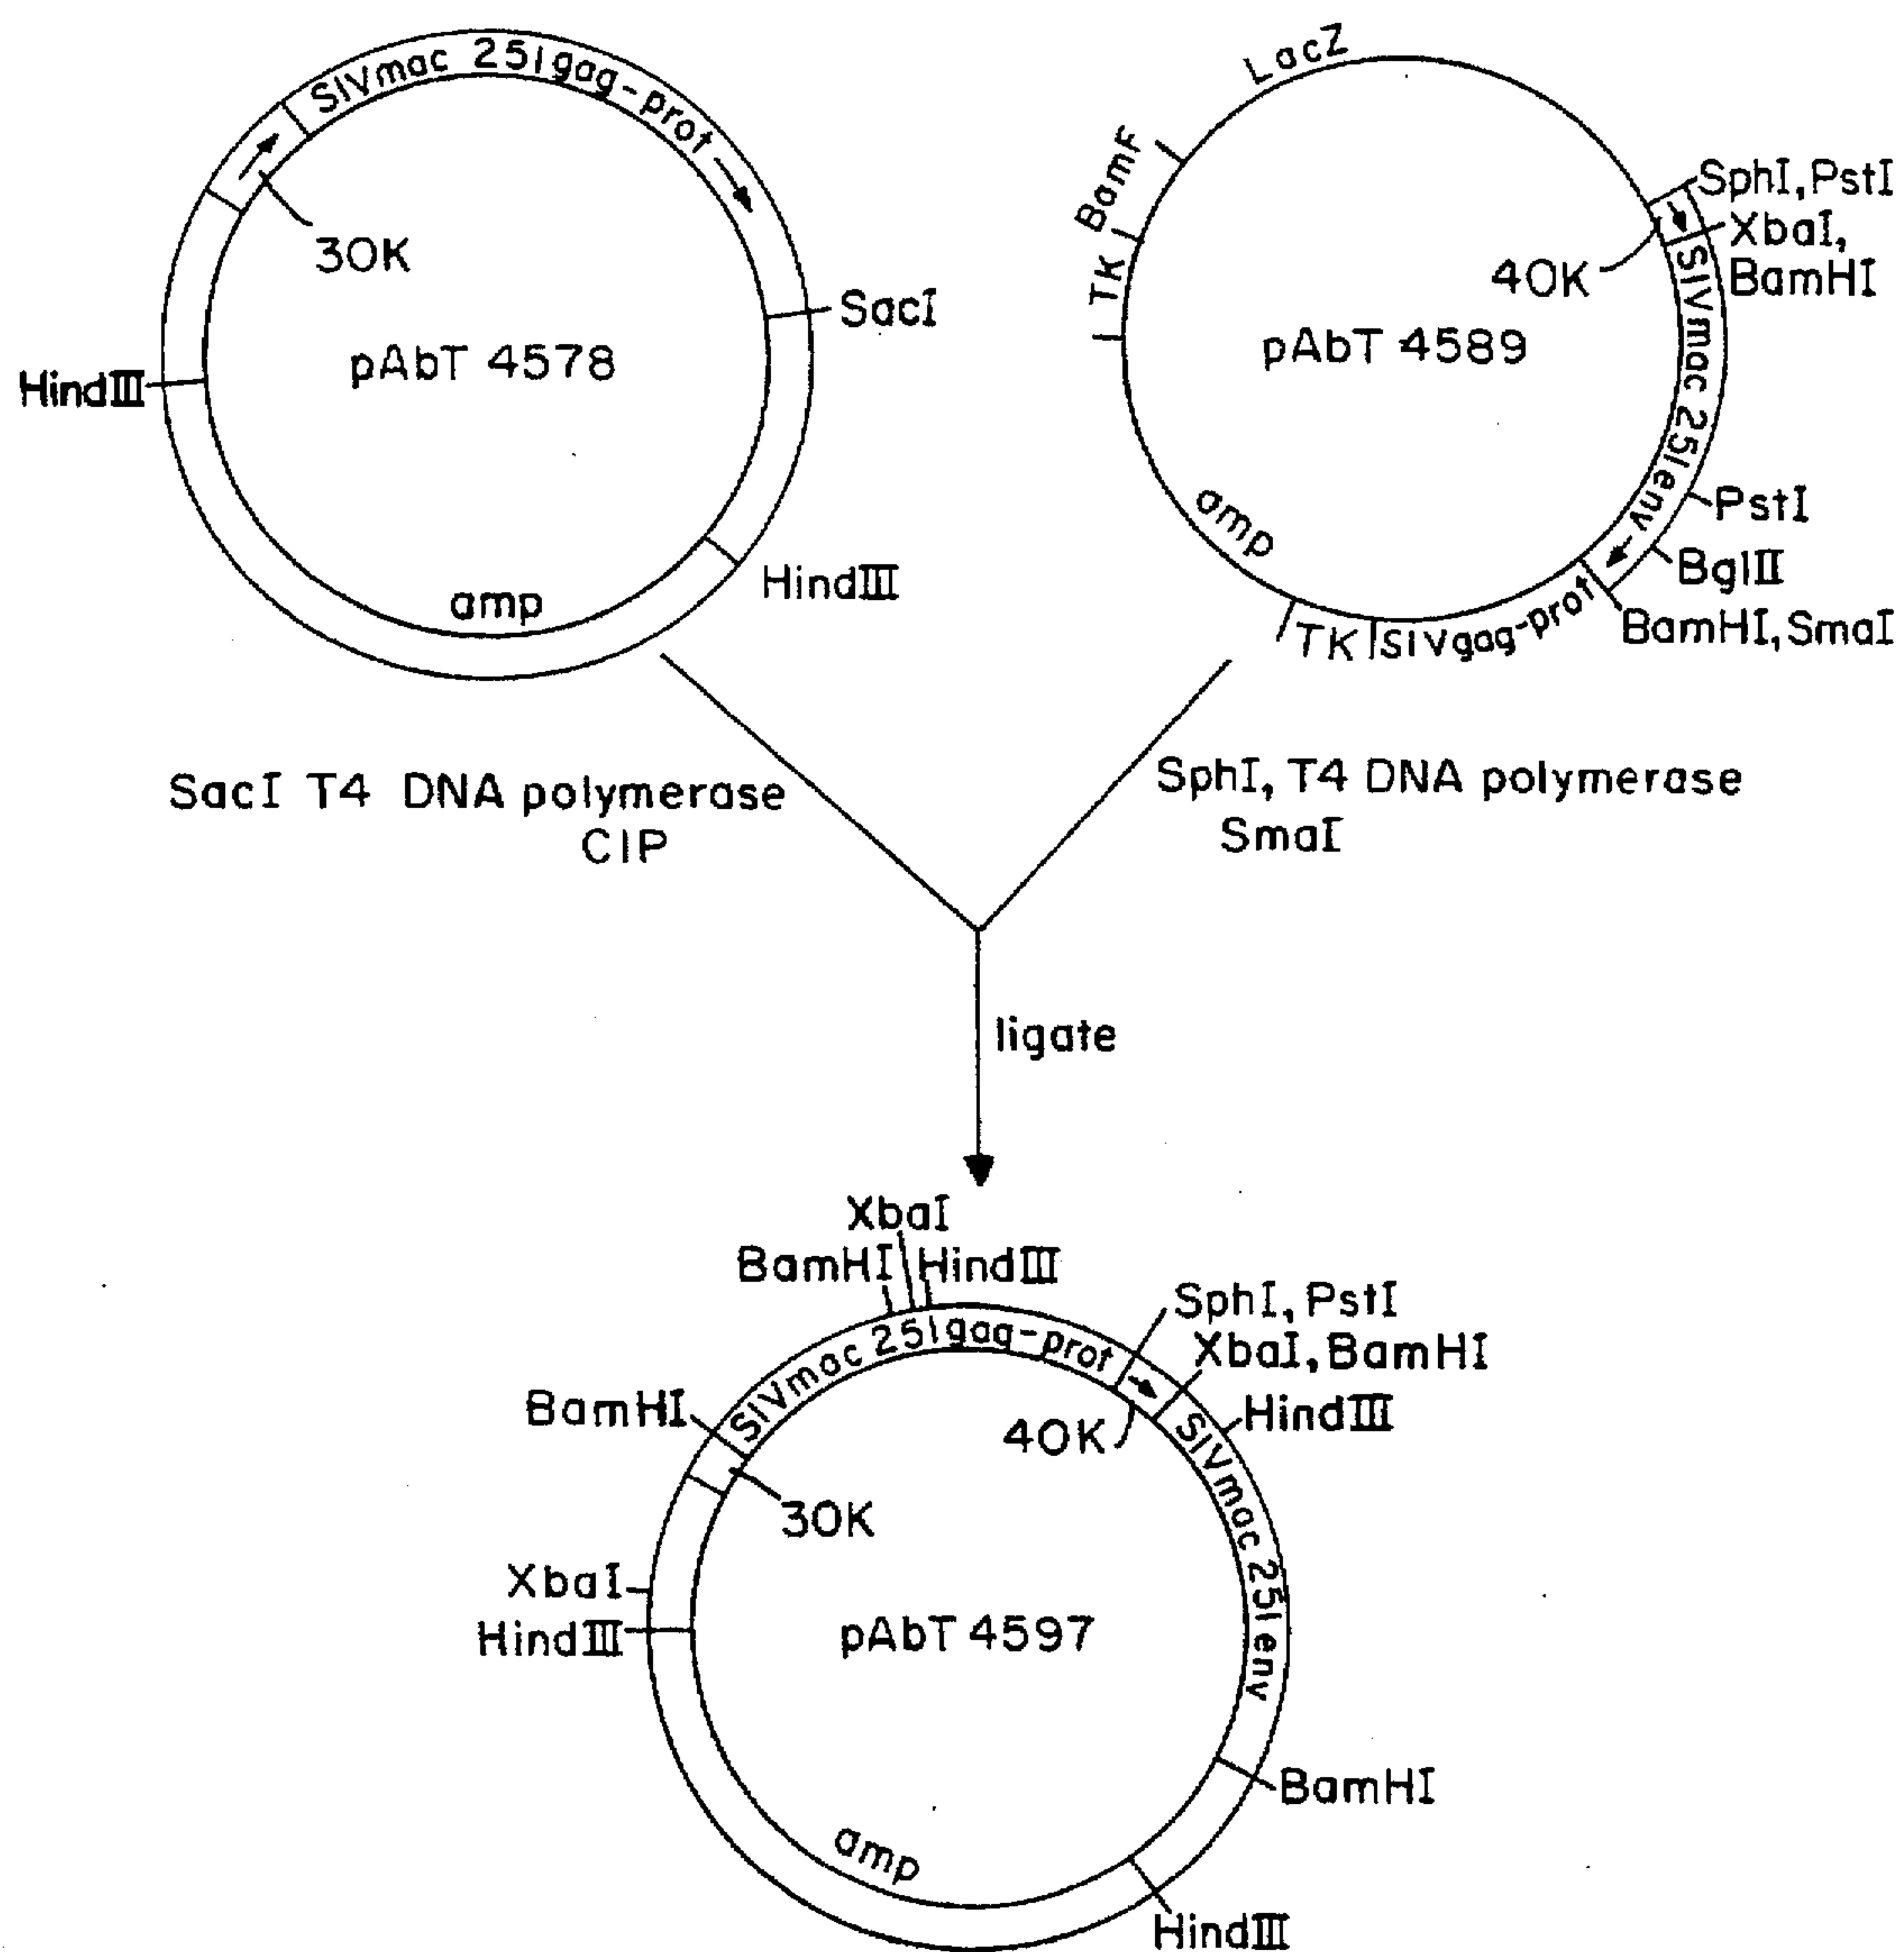 SIVmac 251gag-prot
30K
SacI
pAbT 4578
HindIII
HindIII
amp
LacZ
BamF
TK
SphI, PstI
XbaI,
BamHI
40K
pAbT 4589
SIVmac 251env
PstI
BglII
BamHI, SmaI
SIVgag-prot
TK
amp
SacI T4 DNA polymerase
CIP
SphI, T4 DNA polymerase
SmaI
ligate
XbaI
BamHI HindIII
SphI, PstI
XbaI, BamHI
HindIII
SIVmac 251gag-prot
BamHI
40K
30K
SIVmac 251env
XbaI
HindIII
pAbT 4597
BamHI
amp
HindIII